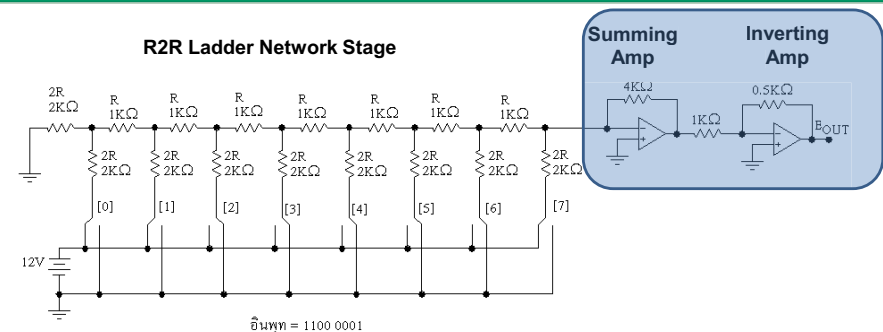 R2R Ladder Network Stage
Summing Amp
Inverting Amp
2R
2KΩ
R
1KΩ
R
1KΩ
R
1KΩ
R
1KΩ
R
1KΩ
R
1KΩ
R
1KΩ
4KΩ
1KΩ
0.5KΩ
EOUT
2R
2KΩ
2R
2KΩ
2R
2KΩ
2R
2KΩ
2R
2KΩ
2R
2KΩ
2R
2KΩ
2R
2KΩ
[0]
[1]
[2]
[3]
[4]
[5]
[6]
[7]
12V
อินพุท = 1100 0001